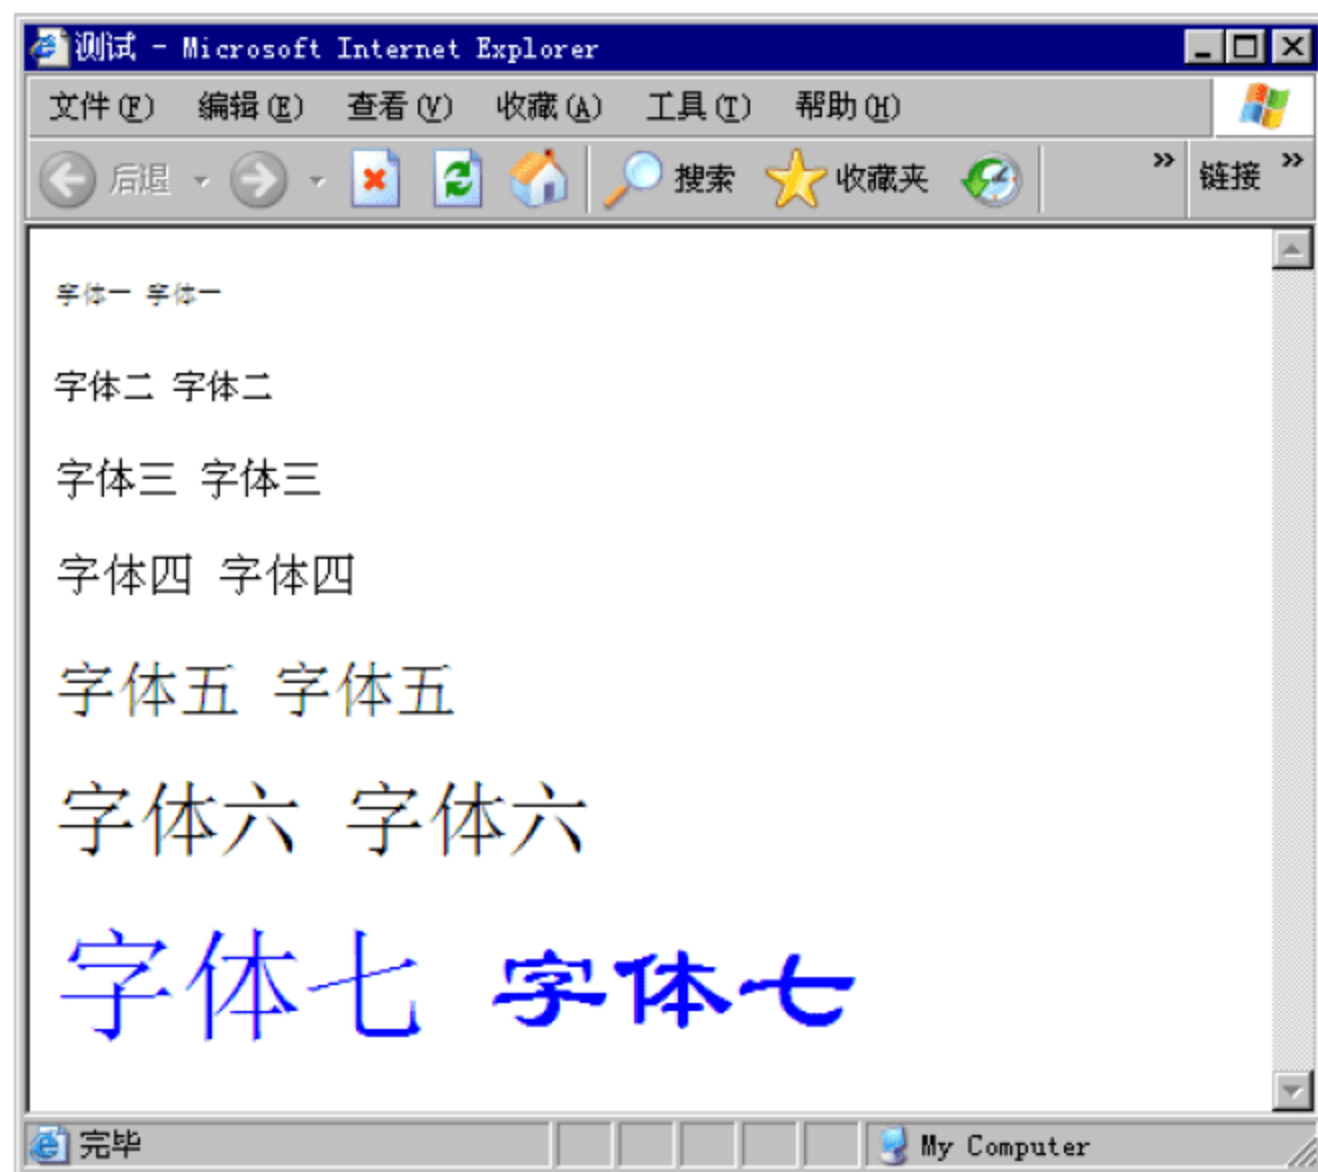 测试 - Microsoft Internet Explorer
文件(F) 编辑(E) 查看(V) 收藏(A) 工具(T) 帮助(H)
后退 搜索 收藏夹 » 链接 »
字体一 字体一
字体二 字体二
字体三 字体三
字体四 字体四
字体五 字体五
字体六 字体六
字体七 字体七
完毕 My Computer